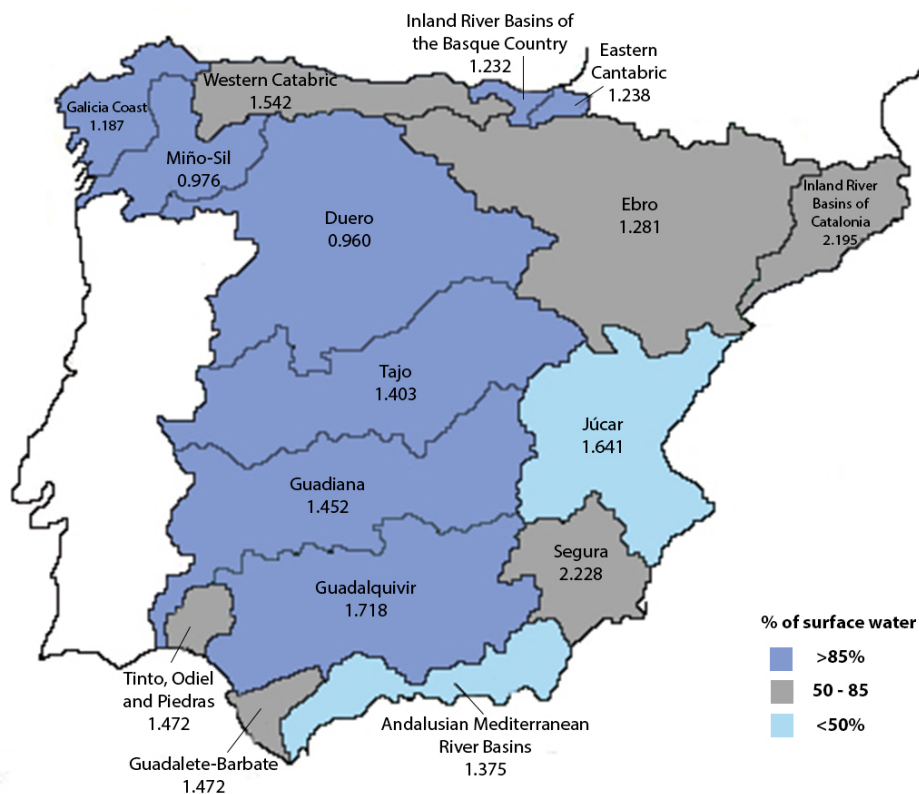 Inland River Basins of
the Basque Country
1.232
Eastern
Cantabric
1.238
Western Catabric
1.542
Galicia Coast
1.187
Miño-Sil
0.976
Duero
0.960
Ebro
1.281
Inland River
Basins of
Catalonia
2.195
Tajo
1.403
Júcar
1.641
Guadiana
1.452
Segura
2.228
Guadalquivir
1.718
Tinto, Odiel
and Piedras
1.472
Guadalete-Barbate
1.472
Andalusian Mediterranean
River Basins
1.375
% of surface water
>85%
50 - 85
<50%